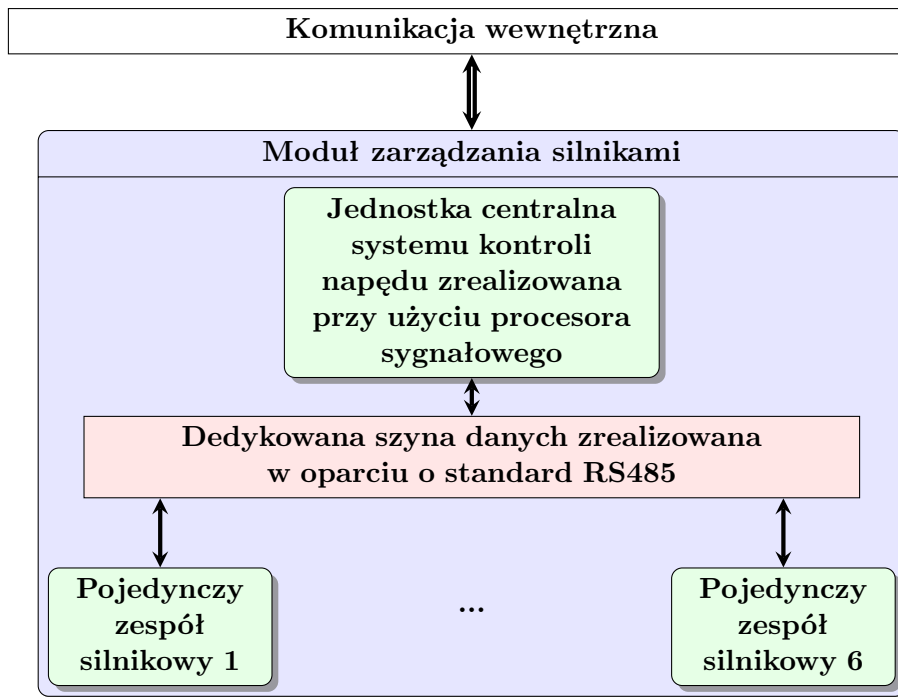 Komunikacja wewnętrzna
Moduł zarządzania silnikami
Jednostka centralna
systemu kontroli
napędu zrealizowana
przy użyciu procesora
sygnałowego
Dedykowana szyna danych zrealizowana
w oparciu o standard RS485
Pojedynczy
zespół
silnikowy 1
...
Pojedynczy
zespół
silnikowy 6